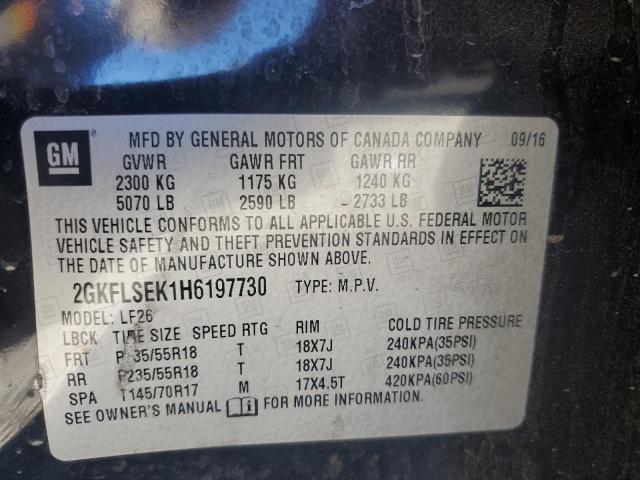 GM
MFD BY GENERAL MOTORS OF CANADA COMPANY 09/16
GVWR GAWR FRT GAWR RR
2300 KG 1175 KG 1240 KG
5070 LB 2590 LB 2733 LB
THIS VEHICLE CONFORMS TO ALL APPLICABLE U.S. FEDERAL MOTOR
VEHICLE SAFETY AND THEFT PREVENTION STANDARDS IN EFFECT ON
THE DATE OF MANUFACTURE SHOWN ABOVE.
2GKFLSEK1H6197730 TYPE: M.P.V.
MODEL: LF26
LBCK TIRE SIZE SPEED RTG RIM COLD TIRE PRESSURE
FRT P235/55R18 T 18X7J 240KPA(35PSI)
RR P235/55R18 T 18X7J 240KPA(35PSI)
SPA T145/70R17 M 17X4.5T 420KPA(60PSI)
SEE OWNER'S MANUAL FOR MORE INFORMATION.